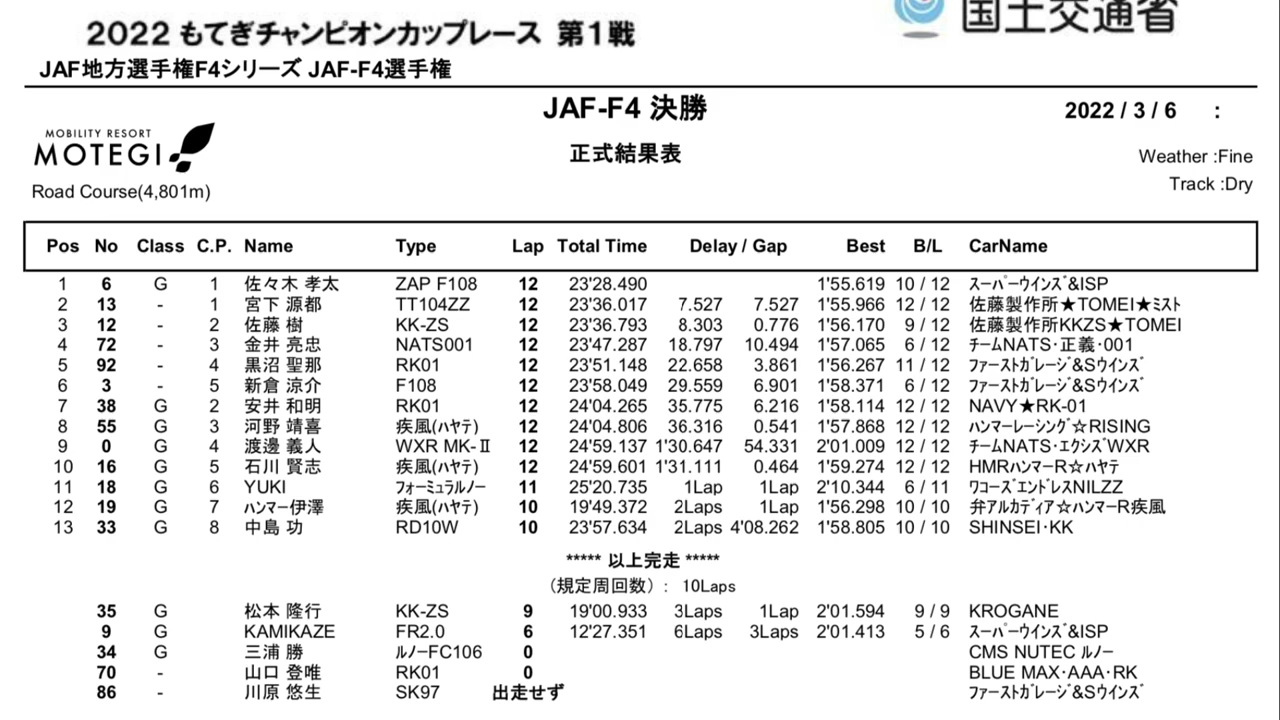 国土交通省
2022 もてぎチャンピオンカップレース 第1戦
JAF地方選手権F4シリーズ JAF-F4選手権
JAF-F4 決勝
2022 / 3 / 6 :
MOBILITY RESORT
MOTEGI
正式結果表
Weather :Fine
Road Course(4,801m)
Track :Dry
Pos No Class C.P. Name Type Lap Total Time Delay / Gap Best B/L CarName
1 6 G 1 佐々木 孝太 ZAP F108 12 23'28.490 1'55.619 10 / 12 ｽｰﾊﾟｰウインズ&ISP
2 13 - 1 宮下 源都 TT104ZZ 12 23'36.017 7.527 7.527 1'55.966 12 / 12 佐藤製作所★TOMEI★ﾐｽﾄ
3 12 - 2 佐藤 樹 KK-ZS 12 23'36.793 8.303 0.776 1'56.170 9 / 12 佐藤製作所KKZS★TOMEI
4 72 - 3 金井 亮忠 NATS001 12 23'47.287 18.797 10.494 1'57.065 6 / 12 ﾁｰﾑNATS･正義･001
5 92 - 4 黒沼 聖那 RK01 12 23'51.148 22.658 3.861 1'56.267 11 / 12 ﾌｧｰｽﾄｶﾞﾚｰｼﾞ&Sｳｲﾝｽﾞ
6 3 - 5 新倉 涼介 F108 12 23'58.049 29.559 6.901 1'58.371 6 / 12 ﾌｧｰｽﾄｶﾞﾚｰｼﾞ&Sｳｲﾝｽﾞ
7 38 G 2 安井 和明 RK01 12 24'04.265 35.775 6.216 1'58.114 12 / 12 NAVY★RK-01
8 55 G 3 河野 靖喜 疾風(ﾊﾔﾃ) 12 24'04.806 36.316 0.541 1'57.868 12 / 12 ﾊﾝﾏｰﾚｰｼﾝｸﾞ☆RISING
9 0 G 4 渡邊 義人 WXR MK-Ⅱ 12 24'59.137 1'30.647 54.331 2'01.009 12 / 12 ﾁｰﾑNATS･ｴｸｼｽﾞWXR
10 16 G 5 石川 賢志 疾風(ﾊﾔﾃ) 12 24'59.601 1'31.111 0.464 1'59.274 12 / 12 HMRﾊﾝﾏｰR☆ﾊﾔﾃ
11 18 G 6 YUKI ﾌｫｰﾐｭﾗﾙﾉｰ 11 25'20.735 1Lap 1Lap 2'10.344 6 / 11 ﾜｺｰｽﾞｴﾝﾄﾞﾚｽNILZZ
12 19 G 7 ﾊﾝﾏｰ伊澤 疾風(ﾊﾔﾃ) 10 19'49.372 2Laps 1Lap 1'56.298 10 / 10 弁ｱﾙｶﾃﾞｨｱ☆ﾊﾝﾏｰR疾風
13 33 G 8 中島 功 RD10W 10 23'57.634 2Laps 4'08.262 1'58.805 10 / 10 SHINSEI･KK
***** 以上完走 *****
(規定周回数) : 10Laps
35 G 松本 隆行 KK-ZS 9 19'00.933 3Laps 1Lap 2'01.594 9 / 9 KROGANE
9 G KAMIKAZE FR2.0 6 12'27.351 6Laps 3Laps 2'01.413 5 / 6 ｽｰﾊﾟｰｳｲﾝｽﾞ&ISP
34 G 三浦 勝 ﾙﾉｰFC106 0 CMS NUTEC ﾙﾉｰ
70 - 山口 登唯 RK01 0 BLUE MAX･AAA･RK
86 - 川原 悠生 SK97 出走せず ﾌｧｰｽﾄｶﾞﾚｰｼﾞ&Sｳｲﾝｽﾞ